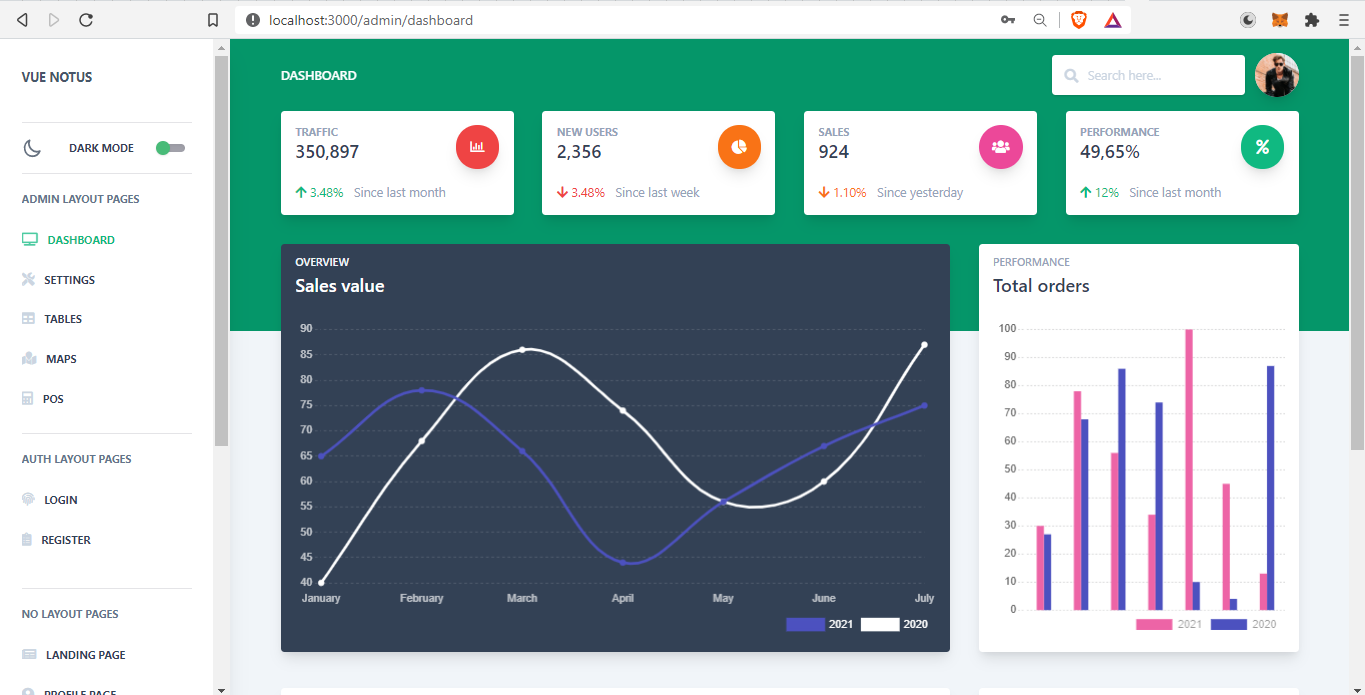 localhost:3000/admin/dashboard
VUE NOTUS
DARK MODE
ADMIN LAYOUT PAGES
DASHBOARD
SETTINGS
TABLES
MAPS
POS
AUTH LAYOUT PAGES
LOGIN
REGISTER
NO LAYOUT PAGES
LANDING PAGE
PROFILE PAGE
DASHBOARD
Search here...
TRAFFIC
350,897
3.48% Since last month
NEW USERS
2,356
3.48% Since last week
SALES
924
1.10% Since yesterday
PERFORMANCE
49,65%
12% Since last month
OVERVIEW
Sales value
90
85
80
75
70
65
60
55
50
45
40
January February March April May June July
2021 2020
PERFORMANCE
Total orders
100
90
80
70
60
50
40
30
20
10
0
2021 2020